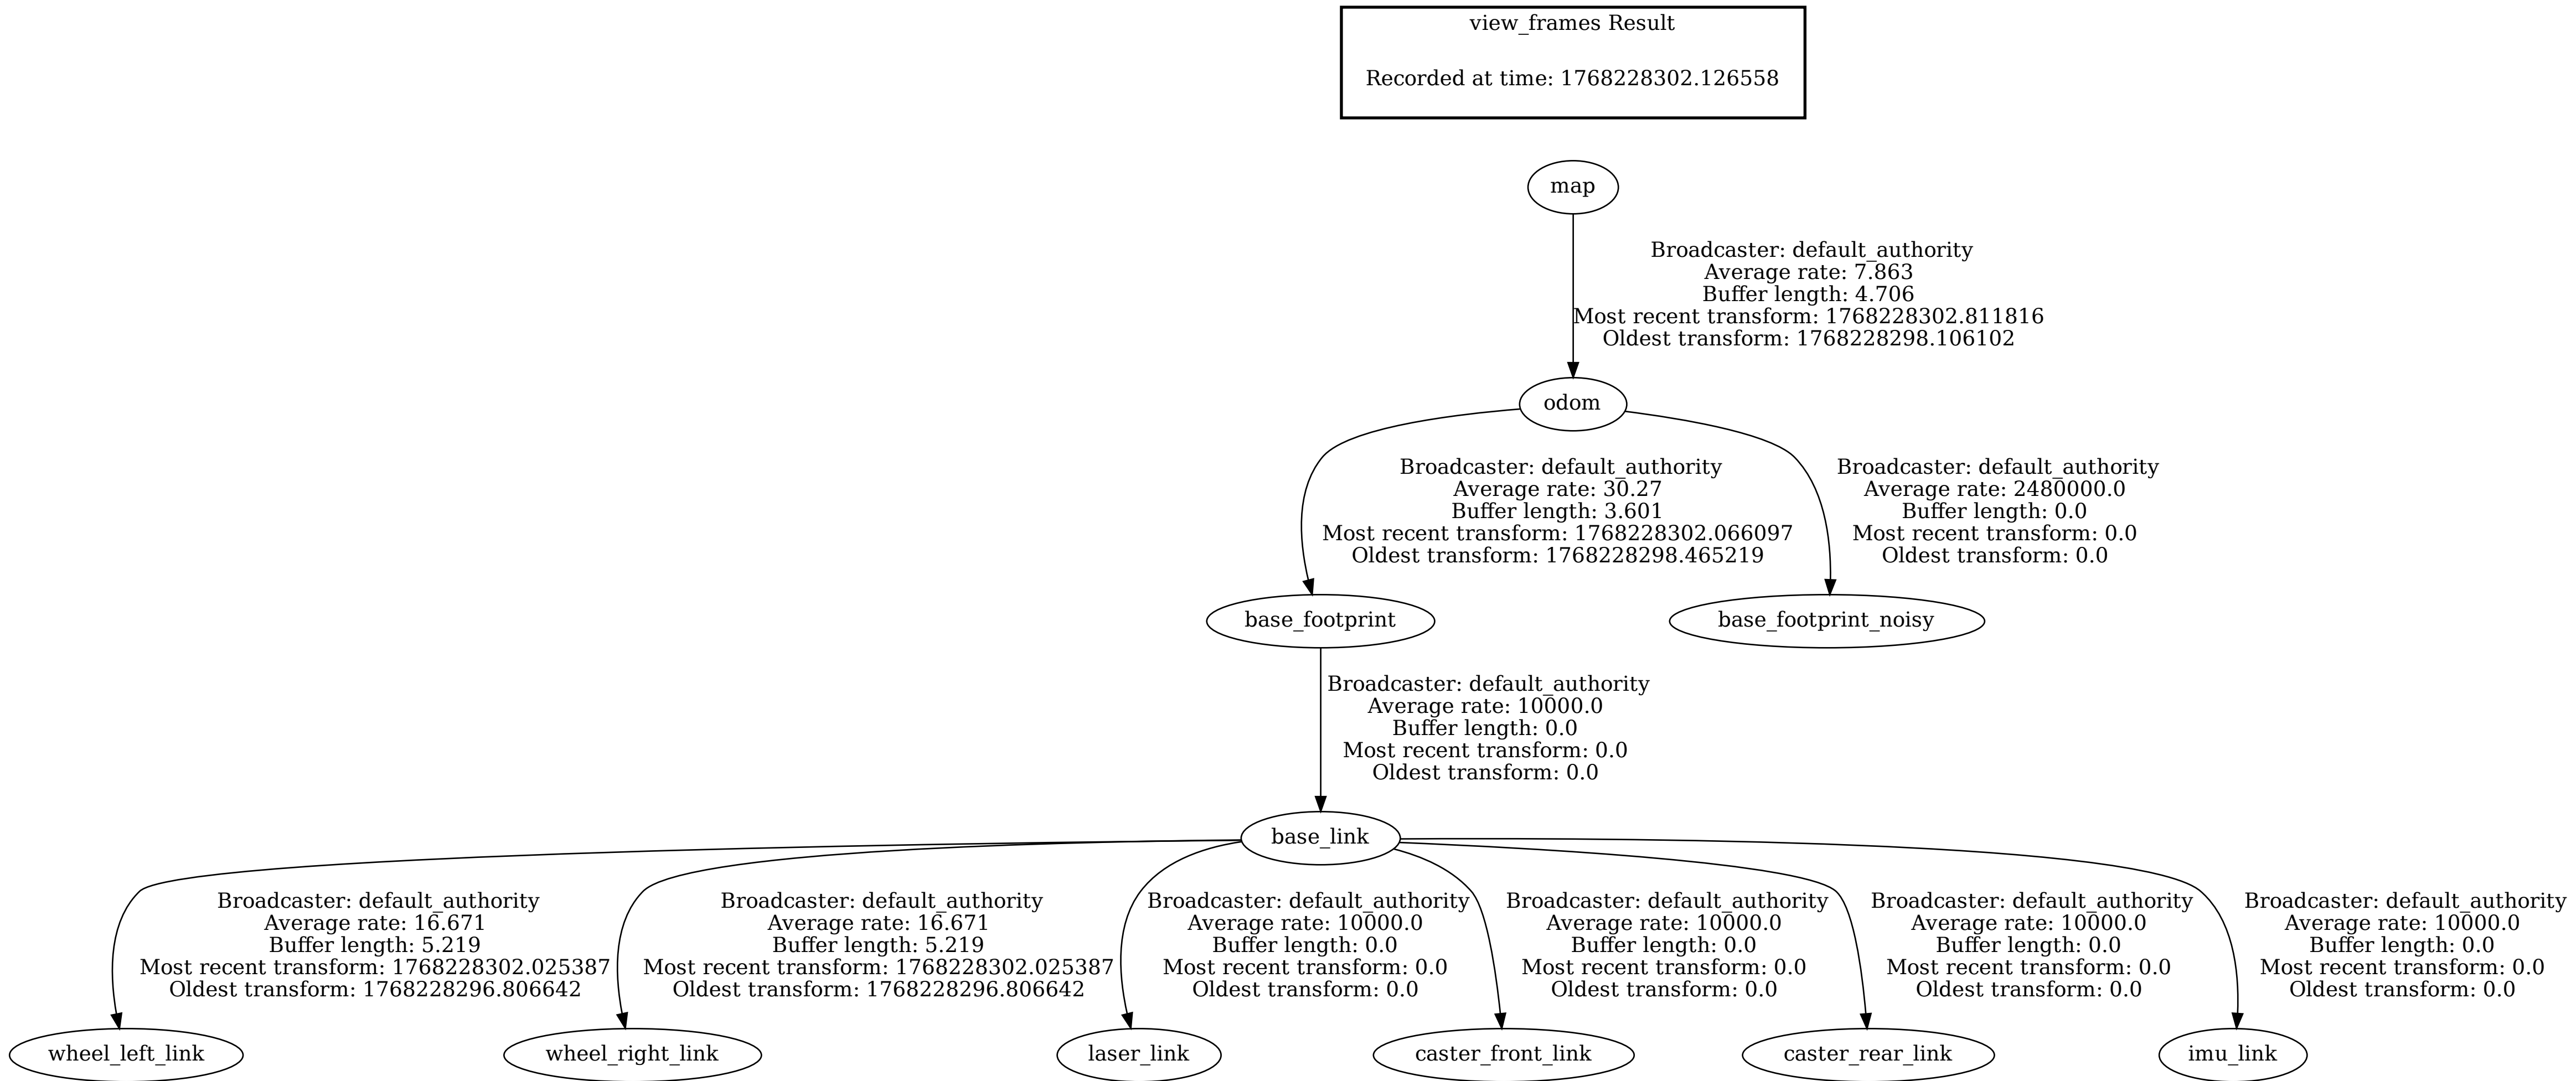 view_frames Result
Recorded at time: 1768228302.126558
map
Broadcaster: default_authority
Average rate: 7.863
Buffer length: 4.706
Most recent transform: 1768228302.811816
Oldest transform: 1768228298.106102
odom
Broadcaster: default_authority
Average rate: 30.27
Buffer length: 3.601
Most recent transform: 1768228302.066097
Oldest transform: 1768228298.465219
Broadcaster: default_authority
Average rate: 2480000.0
Buffer length: 0.0
Most recent transform: 0.0
Oldest transform: 0.0
base_footprint
base_footprint_noisy
Broadcaster: default_authority
Average rate: 10000.0
Buffer length: 0.0
Most recent transform: 0.0
Oldest transform: 0.0
base_link
Broadcaster: default_authority
Average rate: 16.671
Buffer length: 5.219
Most recent transform: 1768228302.025387
Oldest transform: 1768228296.806642
Broadcaster: default_authority
Average rate: 16.671
Buffer length: 5.219
Most recent transform: 1768228302.025387
Oldest transform: 1768228296.806642
Broadcaster: default_authority
Average rate: 10000.0
Buffer length: 0.0
Most recent transform: 0.0
Oldest transform: 0.0
Broadcaster: default_authority
Average rate: 10000.0
Buffer length: 0.0
Most recent transform: 0.0
Oldest transform: 0.0
Broadcaster: default_authority
Average rate: 10000.0
Buffer length: 0.0
Most recent transform: 0.0
Oldest transform: 0.0
Broadcaster: default_authority
Average rate: 10000.0
Buffer length: 0.0
Most recent transform: 0.0
Oldest transform: 0.0
wheel_left_link
wheel_right_link
laser_link
caster_front_link
caster_rear_link
imu_link